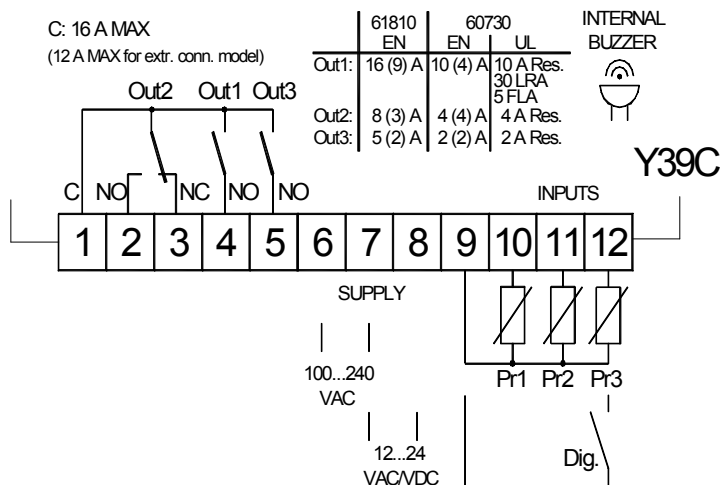 C: 16 A MAX
(12 A MAX for extr. conn. model)
61810 60730
EN EN UL
Out1: 16 (9) A 10 (4) A 10 A Res.
30 LRA
5 FLA
Out2: 8 (3) A 4 (4) A 4 A Res.
Out3: 5 (2) A 2 (2) A 2 A Res.
INTERNAL
BUZZER
Out2 Out1 Out3
Y39C
C NO NC NO NO INPUTS
1 2 3 4 5 6 7 8 9 10 11 12
SUPPLY
100...240
VAC
Pr1 Pr2 Pr3
12...24
VAC/VDC
Dig.